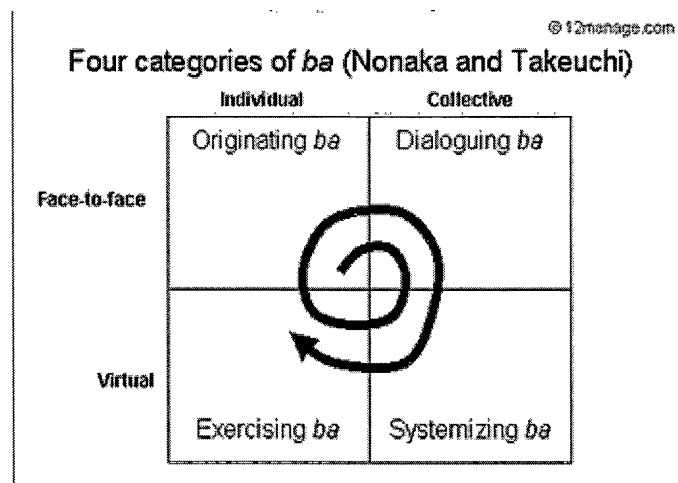 © 12manage.com
Four categories of ba (Nonaka and Takeuchi)
Individual Collective
Originating ba Dialoguing ba
Face-to-face
Virtual
Exercising ba Systemizing ba